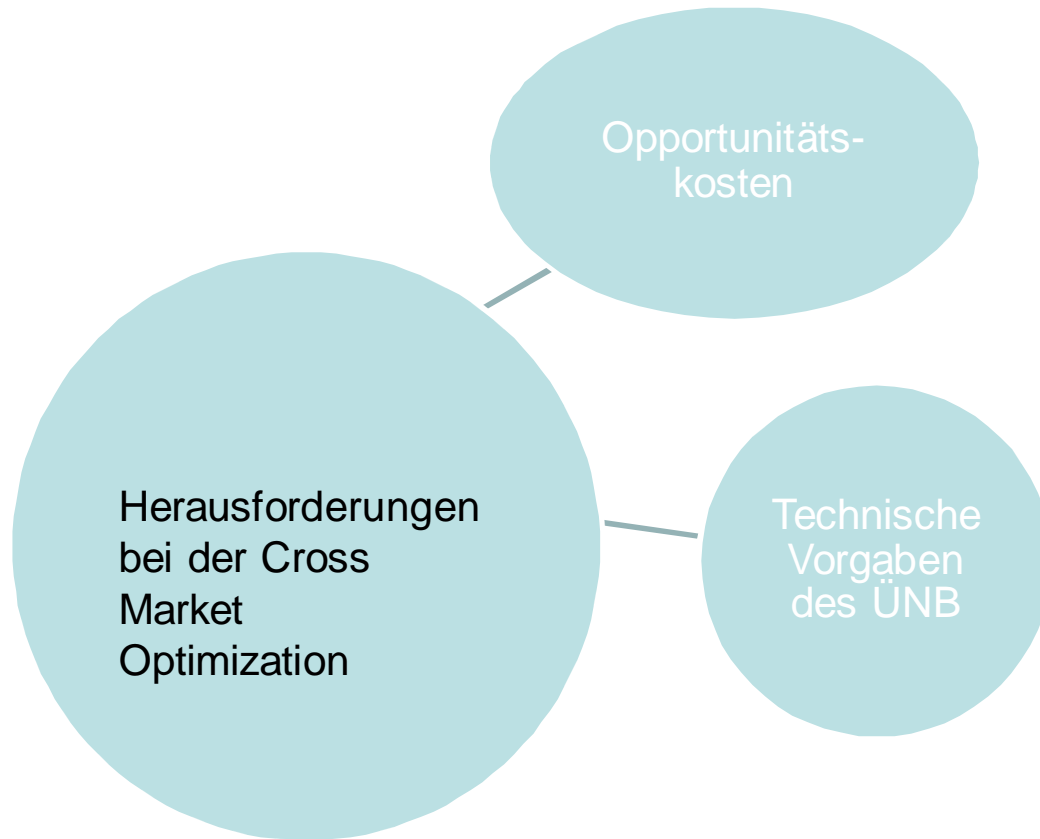 Opportunitäts-
kosten
Herausforderungen
bei der Cross
Market
Optimization
Technische
Vorgaben
des ÜNB